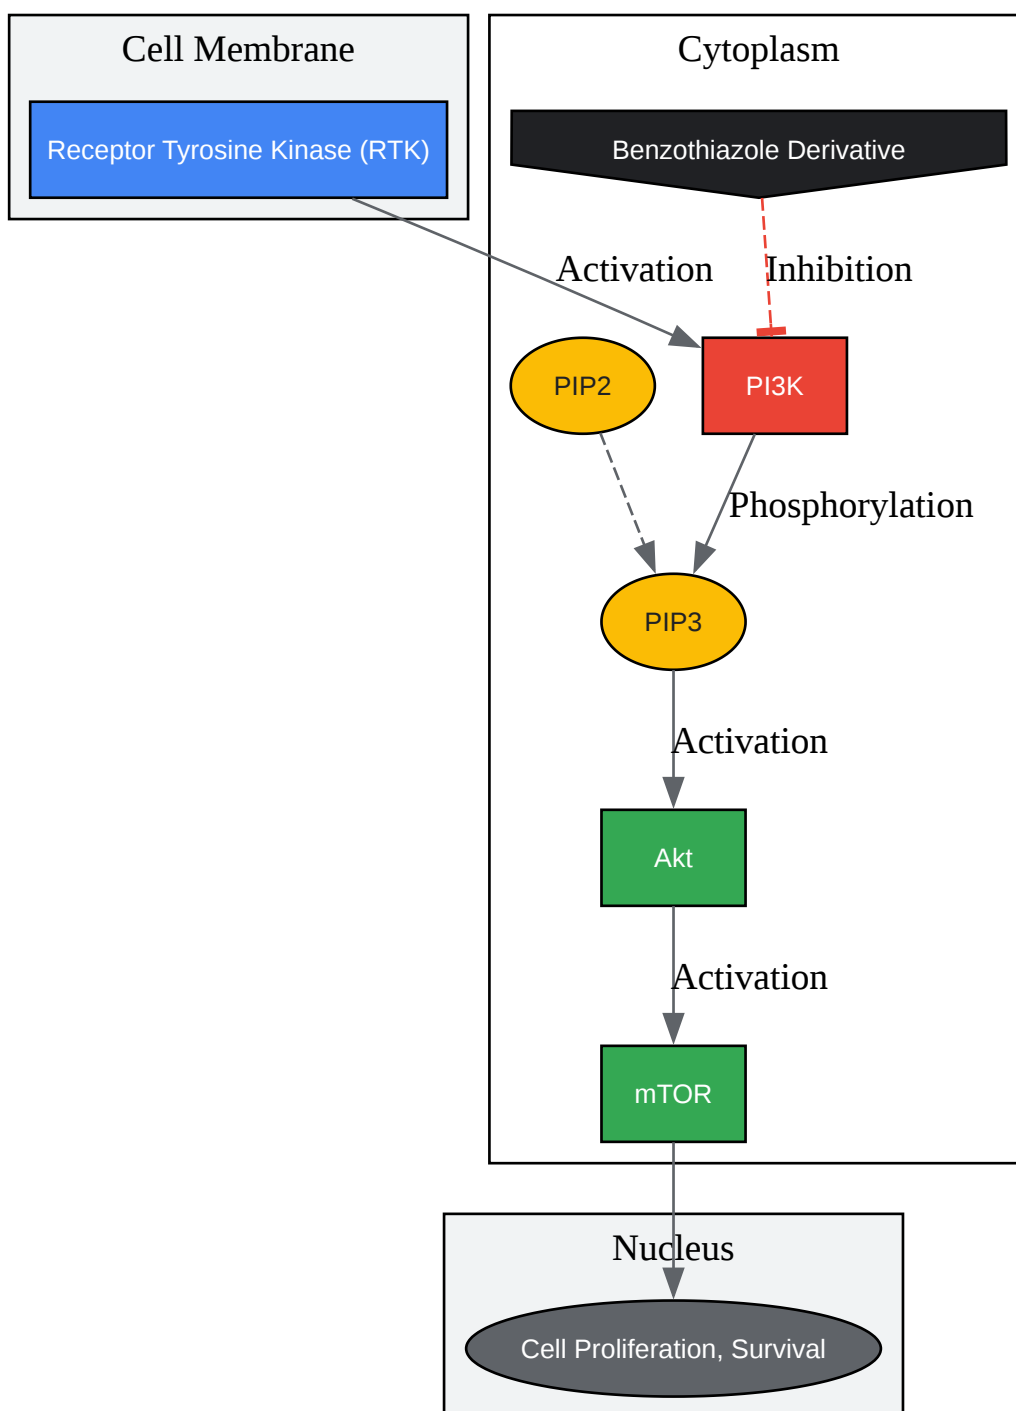 Cell Membrane
Cytoplasm
Receptor Tyrosine Kinase (RTK)
Benzothiazole Derivative
Activation
Inhibition
PIP2
PI3K
Phosphorylation
PIP3
Activation
Akt
Activation
mTOR
Nucleus
Cell Proliferation, Survival